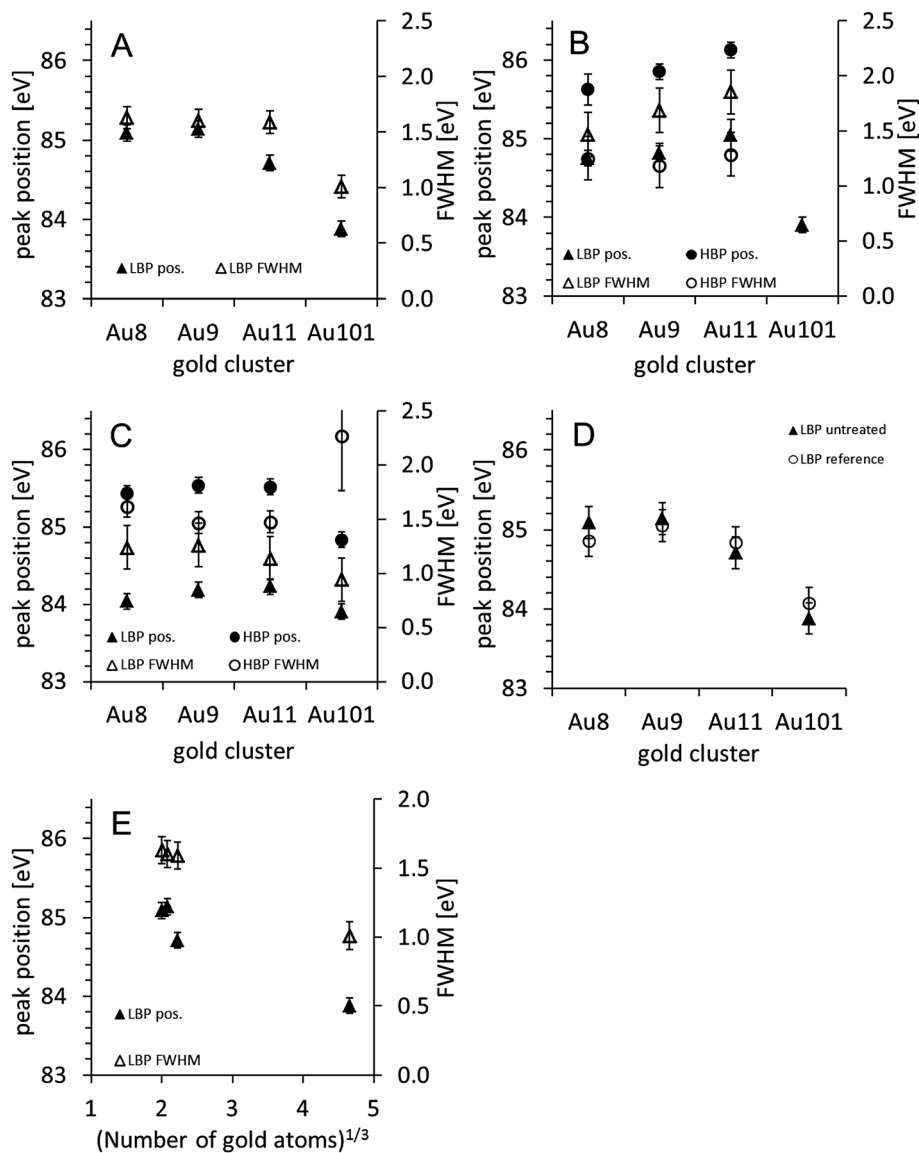 A
peak position [eV]
86
85
84
83
2.5
2.0
1.5
1.0
0.5
0.0
FWHM [eV]
▲LBP pos. △LBP FWHM
Au8 Au9 Au11 Au101
gold cluster
B
peak position [eV]
86
85
84
83
2.5
2.0
1.5
1.0
0.5
0.0
FWHM [eV]
▲LBP pos. ●HBP pos.
△LBP FWHM ○HBP FWHM
Au8 Au9 Au11 Au101
gold cluster
C
peak position [eV]
86
85
84
83
2.5
2.0
1.5
1.0
0.5
0.0
FWHM [eV]
▲LBP pos. ●HBP pos.
△LBP FWHM ○HBP FWHM
Au8 Au9 Au11 Au101
gold cluster
D
peak position [eV]
86
85
84
83
▲LBP untreated
○LBP reference
Au8 Au9 Au11 Au101
gold cluster
E
peak position [eV]
86
85
84
83
2.0
1.5
1.0
0.5
0.0
FWHM [eV]
▲LBP pos.
△LBP FWHM
1 2 3 4 5
(Number of gold atoms)1/3